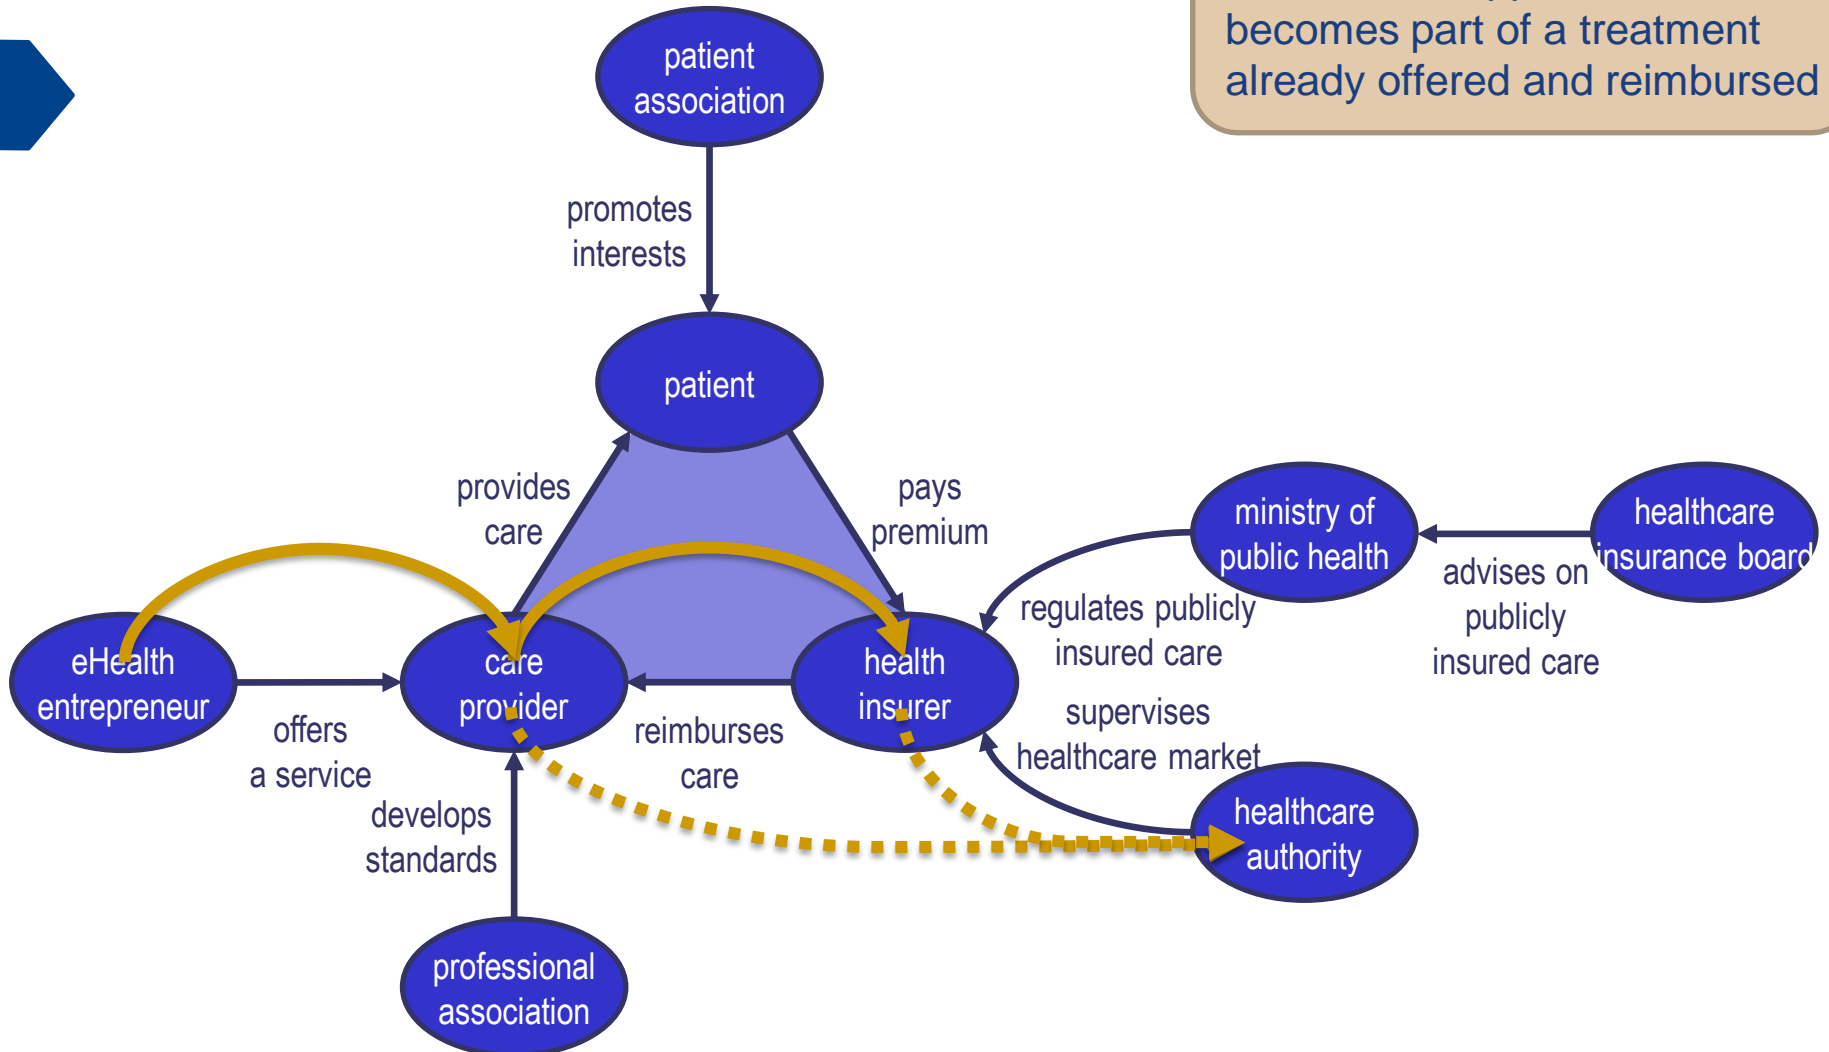 becomes part of a treatment
already offered and reimbursed
patient
association
promotes
interests
patient
provides
care
pays
premium
ministry of
public health
healthcare
insurance board
advises on
publicly
insured care
regulates publicly
insured care
eHealth
entrepreneur
care
provider
health
insurer
offers
a service
reimburses
care
supervises
healthcare market
develops
standards
healthcare
authority
professional
association